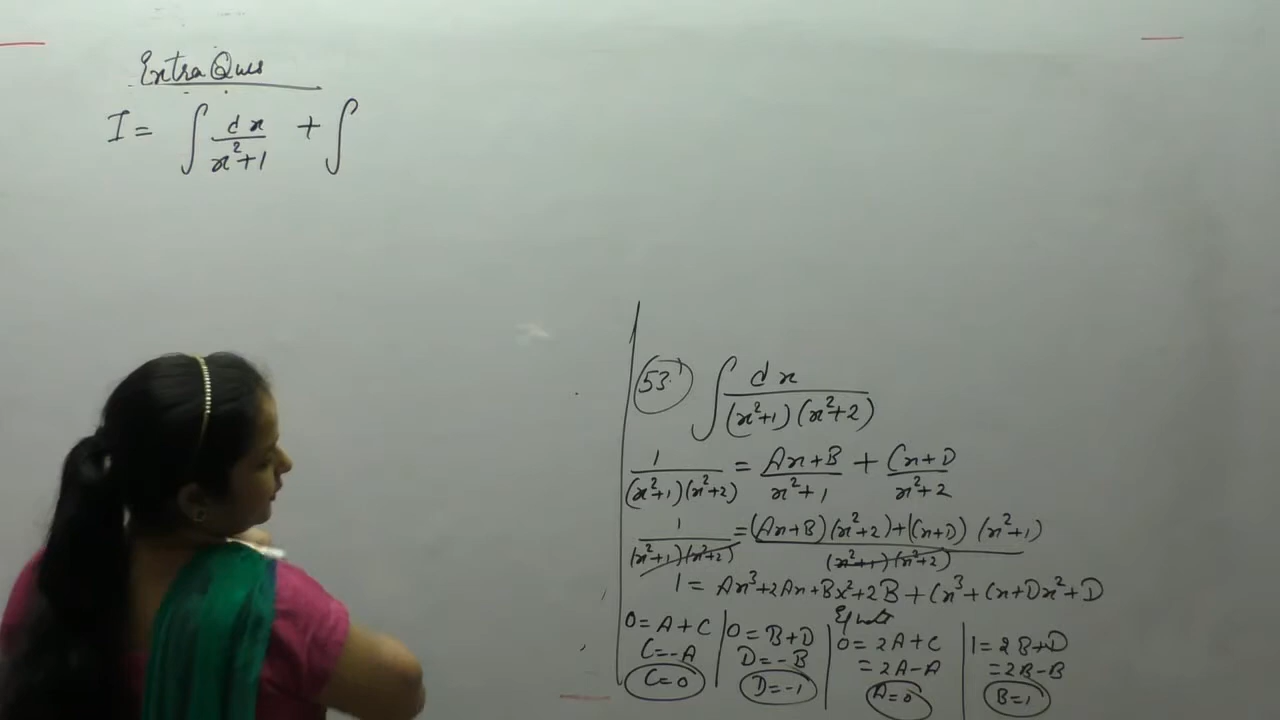 Extra Ques
I = ∫ dx/(x²+1) + ∫
53. ∫ dx/((x²+1)(x²+2))
1/((x²+1)(x²+2)) = (Ax+B)/(x²+1) + (Cx+D)/(x²+2)
1/((x²+1)(x²+2)) = ((Ax+B)(x²+2)+(Cx+D)(x²+1))/((x²+1)(x²+2))
1 = Ax³+2Ax+Bx²+2B+Cx³+Cx+Dx²+D
0=A+C
C=-A
C=0
0=B+D
D=-B
D=-1
0=2A+C
=2A-A
A=0
1=2B+D
=2B-B
B=1